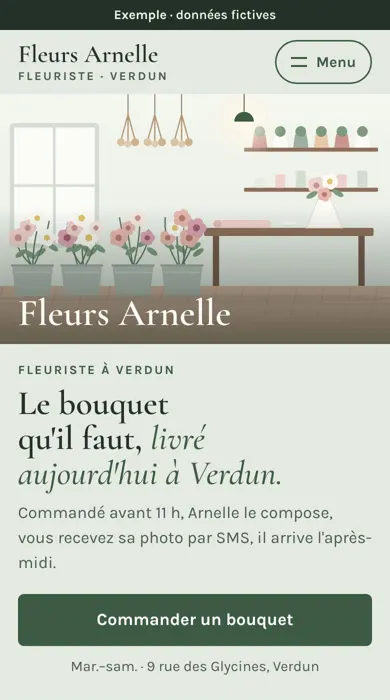 Exemple · données fictives
Fleurs Arnelle
FLEURISTE · VERDUN
Menu
Fleurs Arnelle
FLEURISTE À VERDUN
Le bouquet
qu'il faut, livré
aujourd'hui à Verdun.
Commandé avant 11 h, Arnelle le compose,
vous recevez sa photo par SMS, il arrive l'après-
midi.
Commander un bouquet
Mar.–sam. · 9 rue des Glycines, Verdun